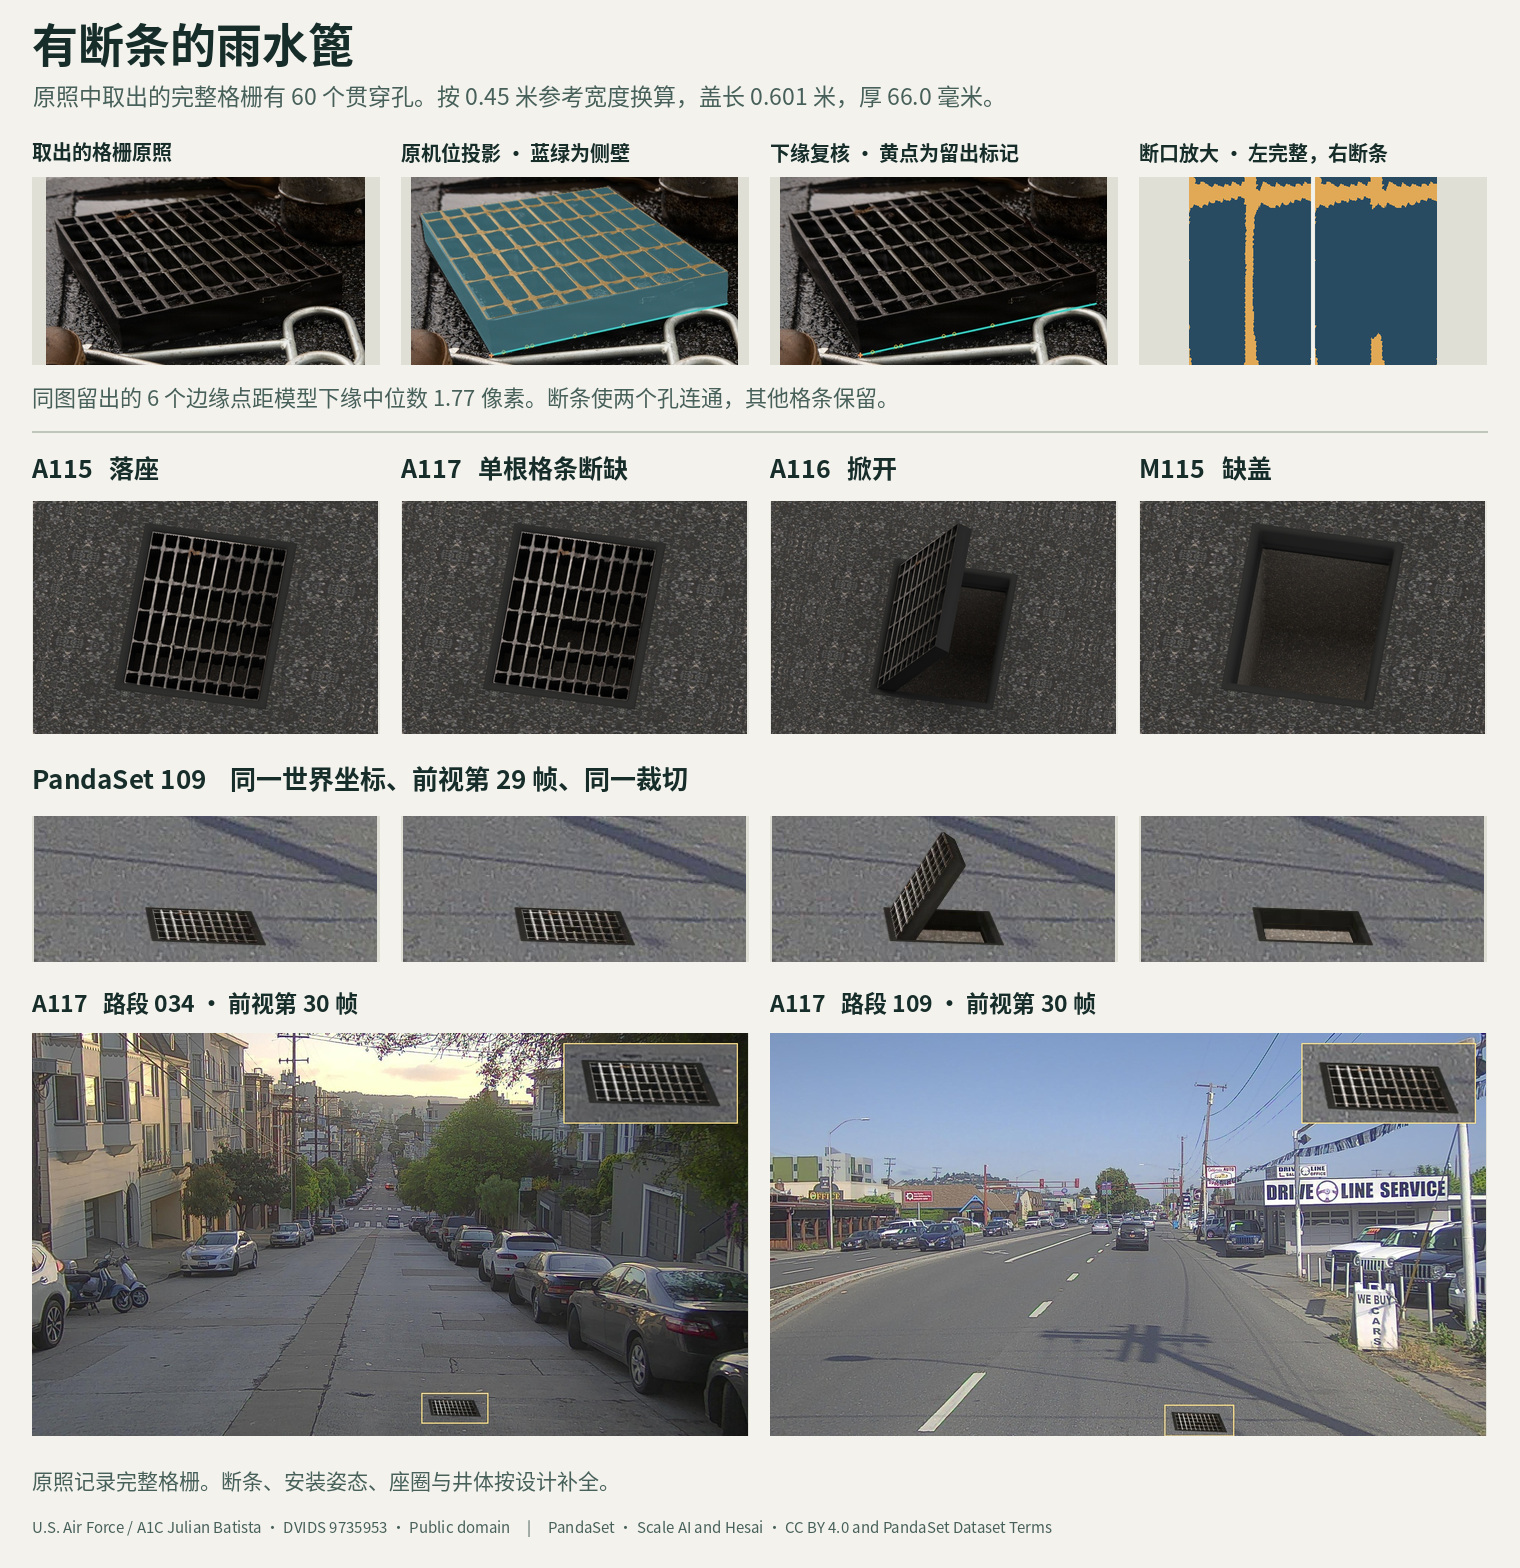 有断条的雨水篦
原照中取出的完整格栅有 60 个贯穿孔。按 0.45 米参考宽度换算，盖长 0.601 米，厚 66.0 毫米。
取出的格栅原照
原机位投影 · 蓝绿为侧壁
下缘复核 · 黄点为留出标记
断口放大 · 左完整，右断条
同图留出的 6 个边缘点距模型下缘中位数 1.77 像素。断条使两个孔连通，其他格条保留。
A115 落座
A117 单根格条断缺
A116 掀开
M115 缺盖
PandaSet 109 同一世界坐标、前视第 29 帧、同一裁切
A117 路段 034 · 前视第 30 帧
A117 路段 109 · 前视第 30 帧
OFFICE
DRIVE LINE
DRIVE LINE SERVICE
WE BUY
CARS
原照记录完整格栅。断条、安装姿态、座圈与井体按设计补全。
U.S. Air Force / A1C Julian Batista · DVIDS 9735953 · Public domain | PandaSet · Scale AI and Hesai · CC BY 4.0 and PandaSet Dataset Terms